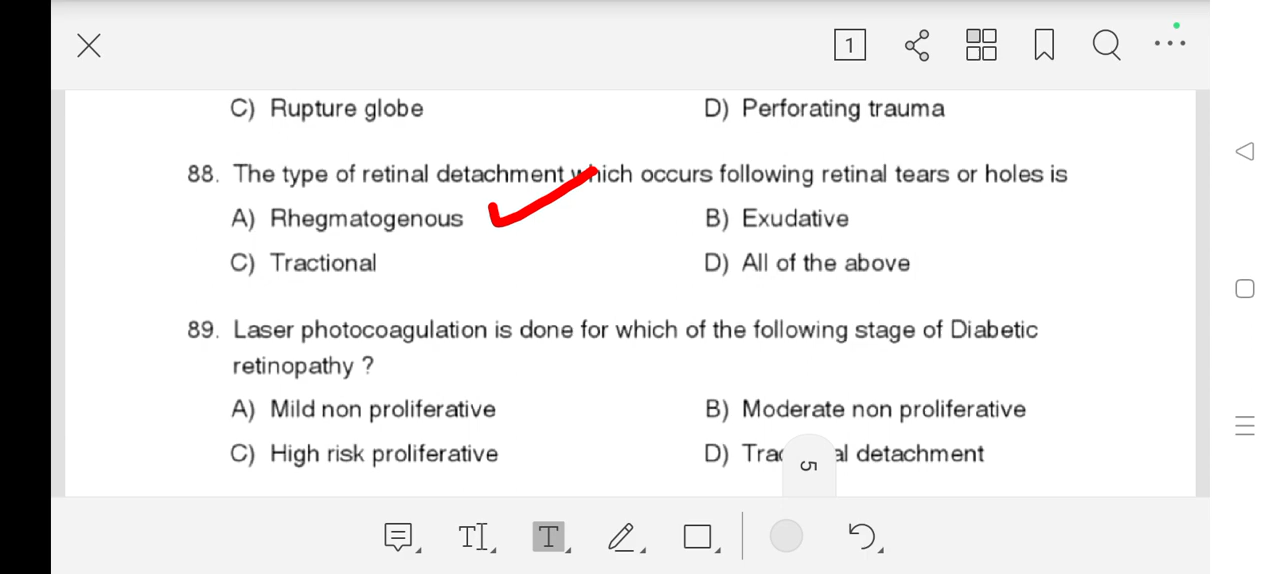 1
C) Rupture globe D) Perforating trauma
88. The type of retinal detachment which occurs following retinal tears or holes is
A) Rhegmatogenous B) Exudative
C) Tractional D) All of the above
89. Laser photocoagulation is done for which of the following stage of Diabetic
retinopathy ?
A) Mild non proliferative B) Moderate non proliferative
C) High risk proliferative D) detachment
5
TI T